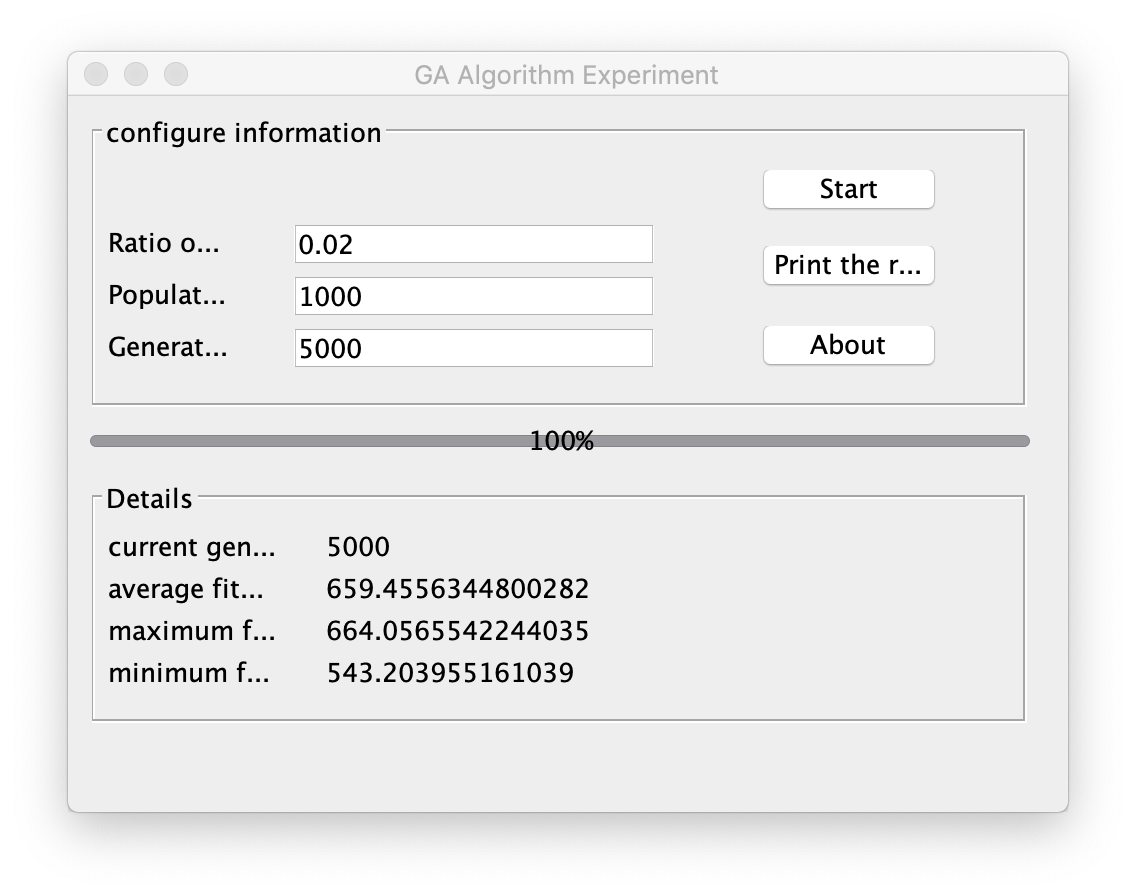 GA Algorithm Experiment
configure information
Start
Ratio o... 0.02
Print the r...
Populat... 1000
Generat... 5000
About
100%
Details
current gen... 5000
average fit... 659.4556344800282
maximum f... 664.0565542244035
minimum f... 543.203955161039